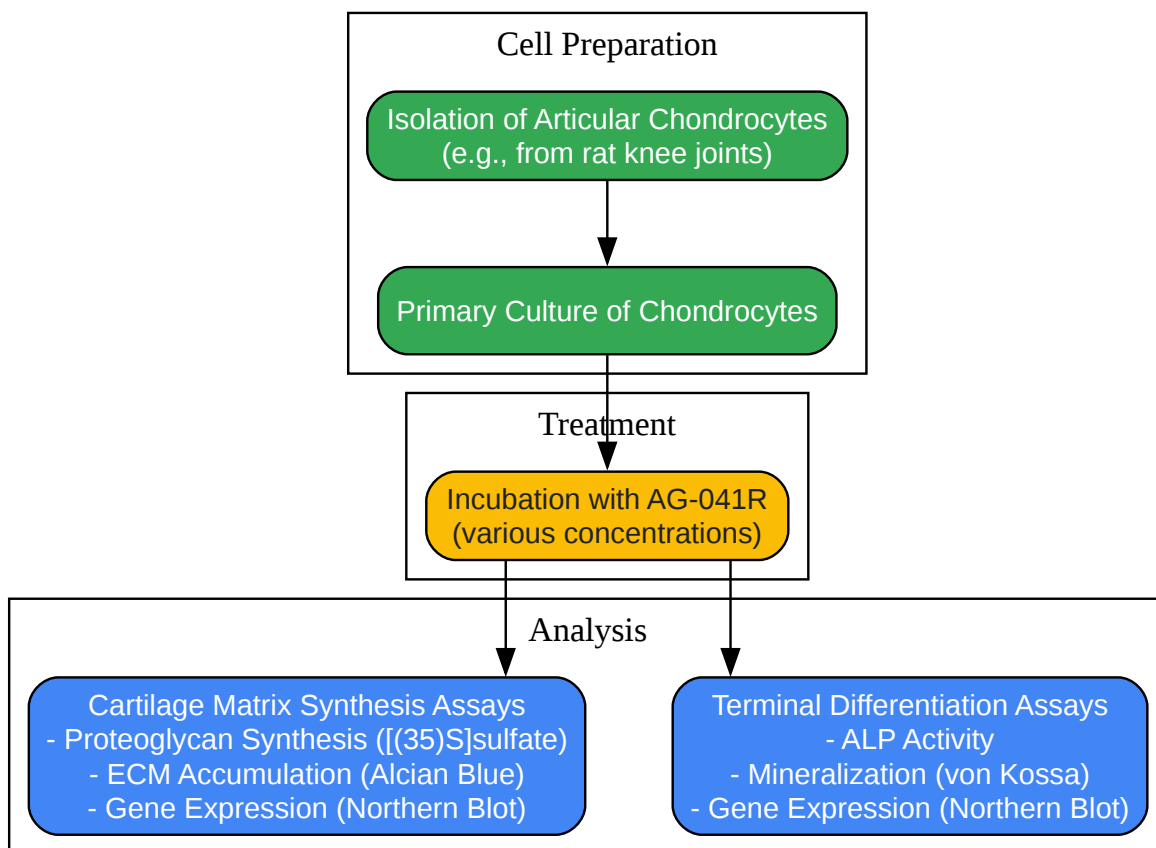 Cell Preparation
Isolation of Articular Chondrocytes
(e.g., from rat knee joints)
Primary Culture of Chondrocytes
Treatment
Incubation with AG-041R
(various concentrations)
Analysis
Cartilage Matrix Synthesis Assays
- Proteoglycan Synthesis ([(35)S]sulfate)
- ECM Accumulation (Alcian Blue)
- Gene Expression (Northern Blot)
Terminal Differentiation Assays
- ALP Activity
- Mineralization (von Kossa)
- Gene Expression (Northern Blot)